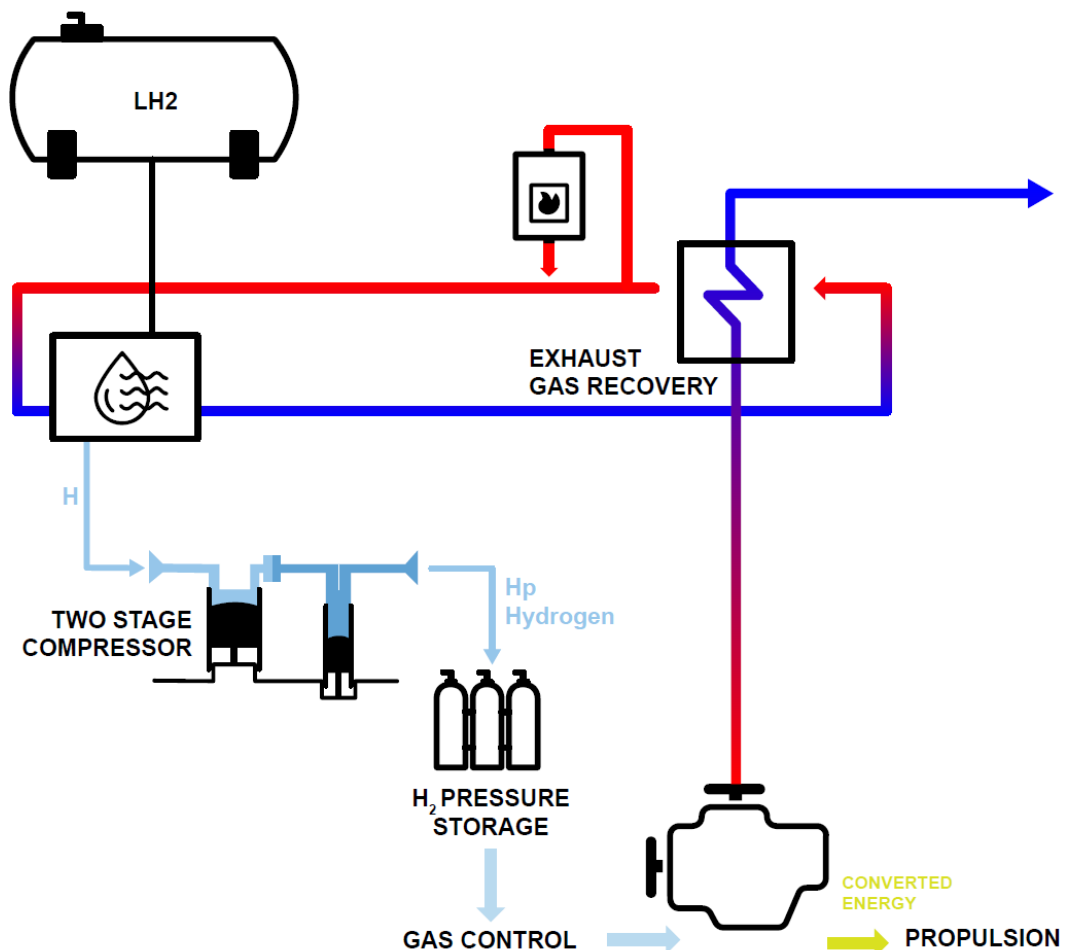 LH2
EXHAUST
GAS RECOVERY
H
Hp
Hydrogen
TWO STAGE
COMPRESSOR
H₂ PRESSURE
STORAGE
CONVERTED
ENERGY
GAS CONTROL
PROPULSION